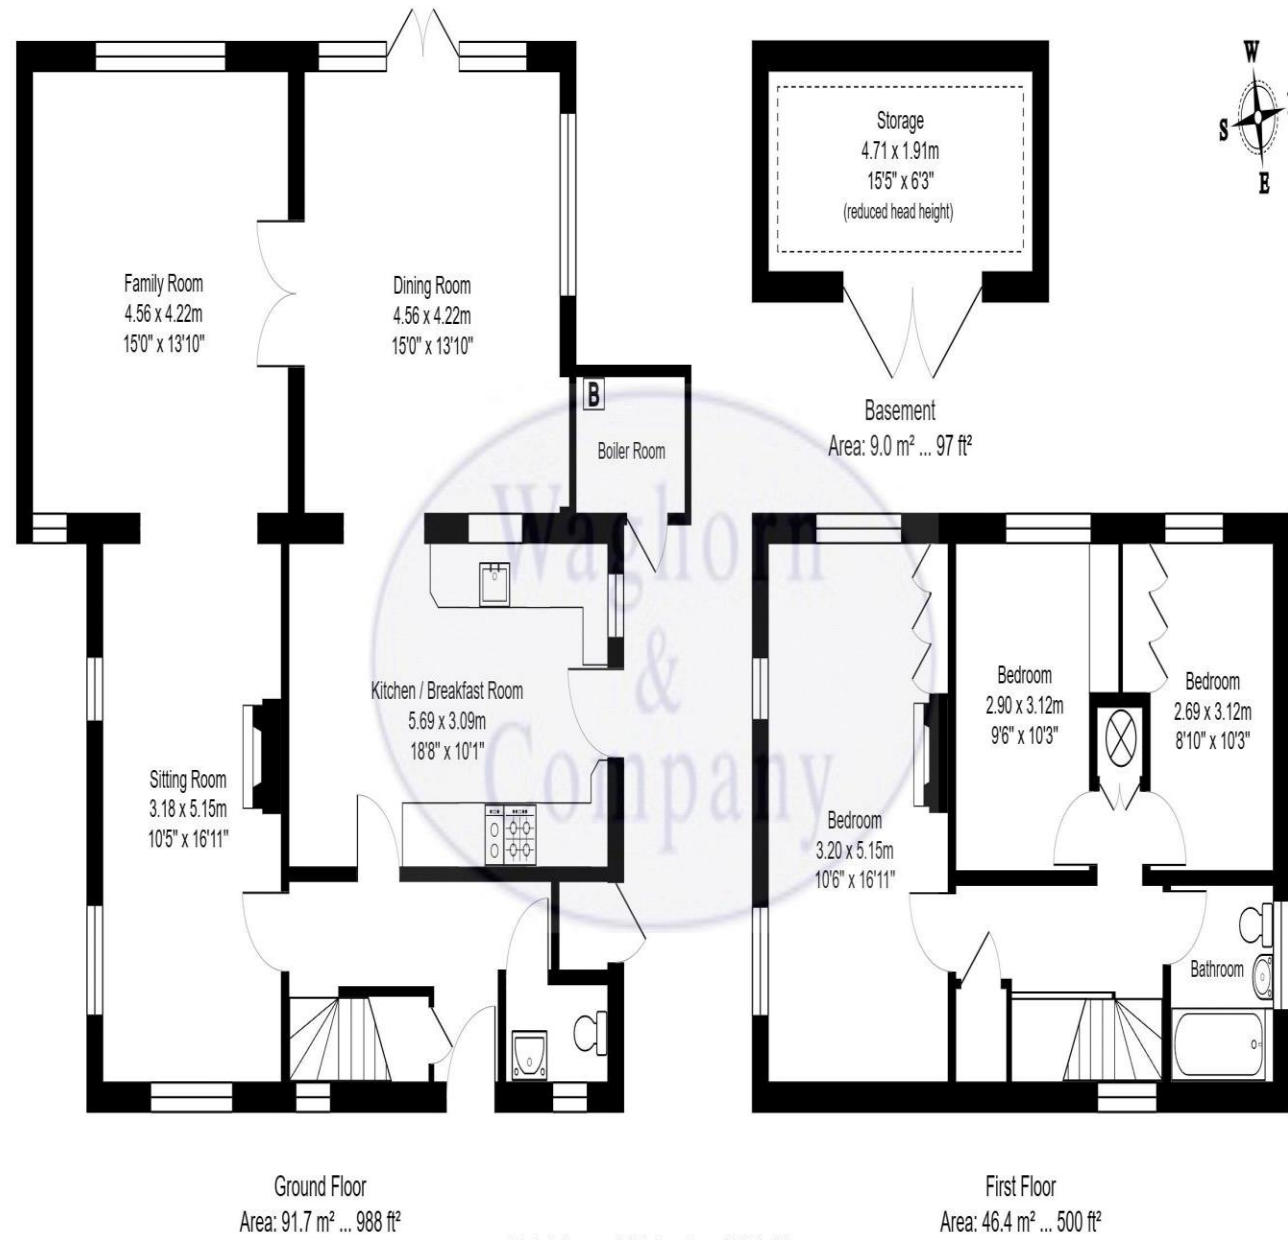 W
S
E
Storage
4.71 x 1.91m
15'5" x 6'3"
(reduced head height)
Family Room
4.56 x 4.22m
15'0" x 13'10"
Dining Room
4.56 x 4.22m
15'0" x 13'10"
B
Boiler Room
Basement
Area: 9.0 m² ... 97 ft²
Waghorn
&
Company
Kitchen / Breakfast Room
5.69 x 3.09m
18'8" x 10'1"
Sitting Room
3.18 x 5.15m
10'5" x 16'11"
Bedroom
2.90 x 3.12m
9'6" x 10'3"
Bedroom
2.69 x 3.12m
8'10" x 10'3"
Bedroom
3.20 x 5.15m
10'6" x 16'11"
Bathroom
Ground Floor
Area: 91.7 m² ... 988 ft²
First Floor
Area: 46.4 m² ... 500 ft²